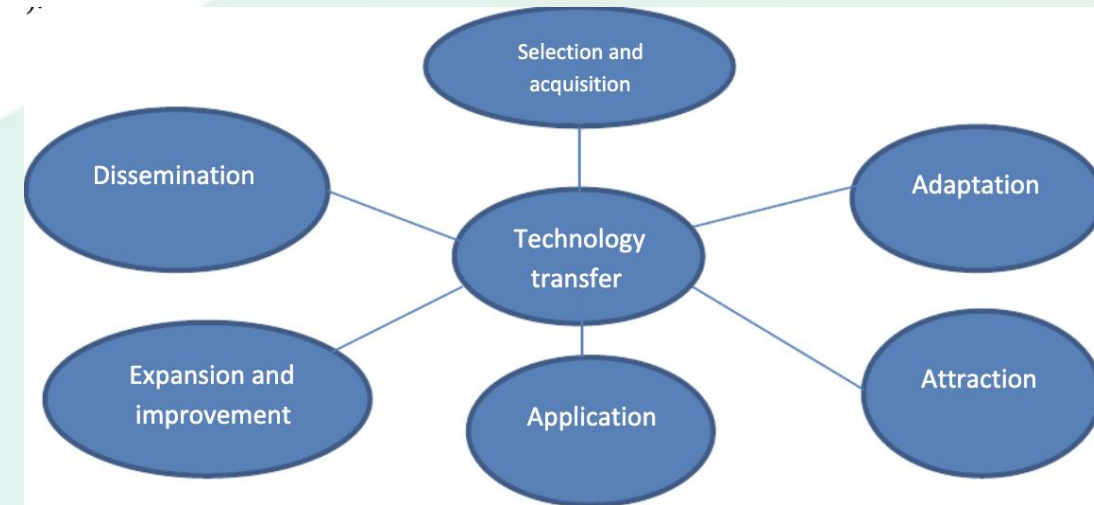 ).
Selection and
acquisition
Dissemination
Adaptation
Technology
transfer
Expansion and
improvement
Application
Attraction